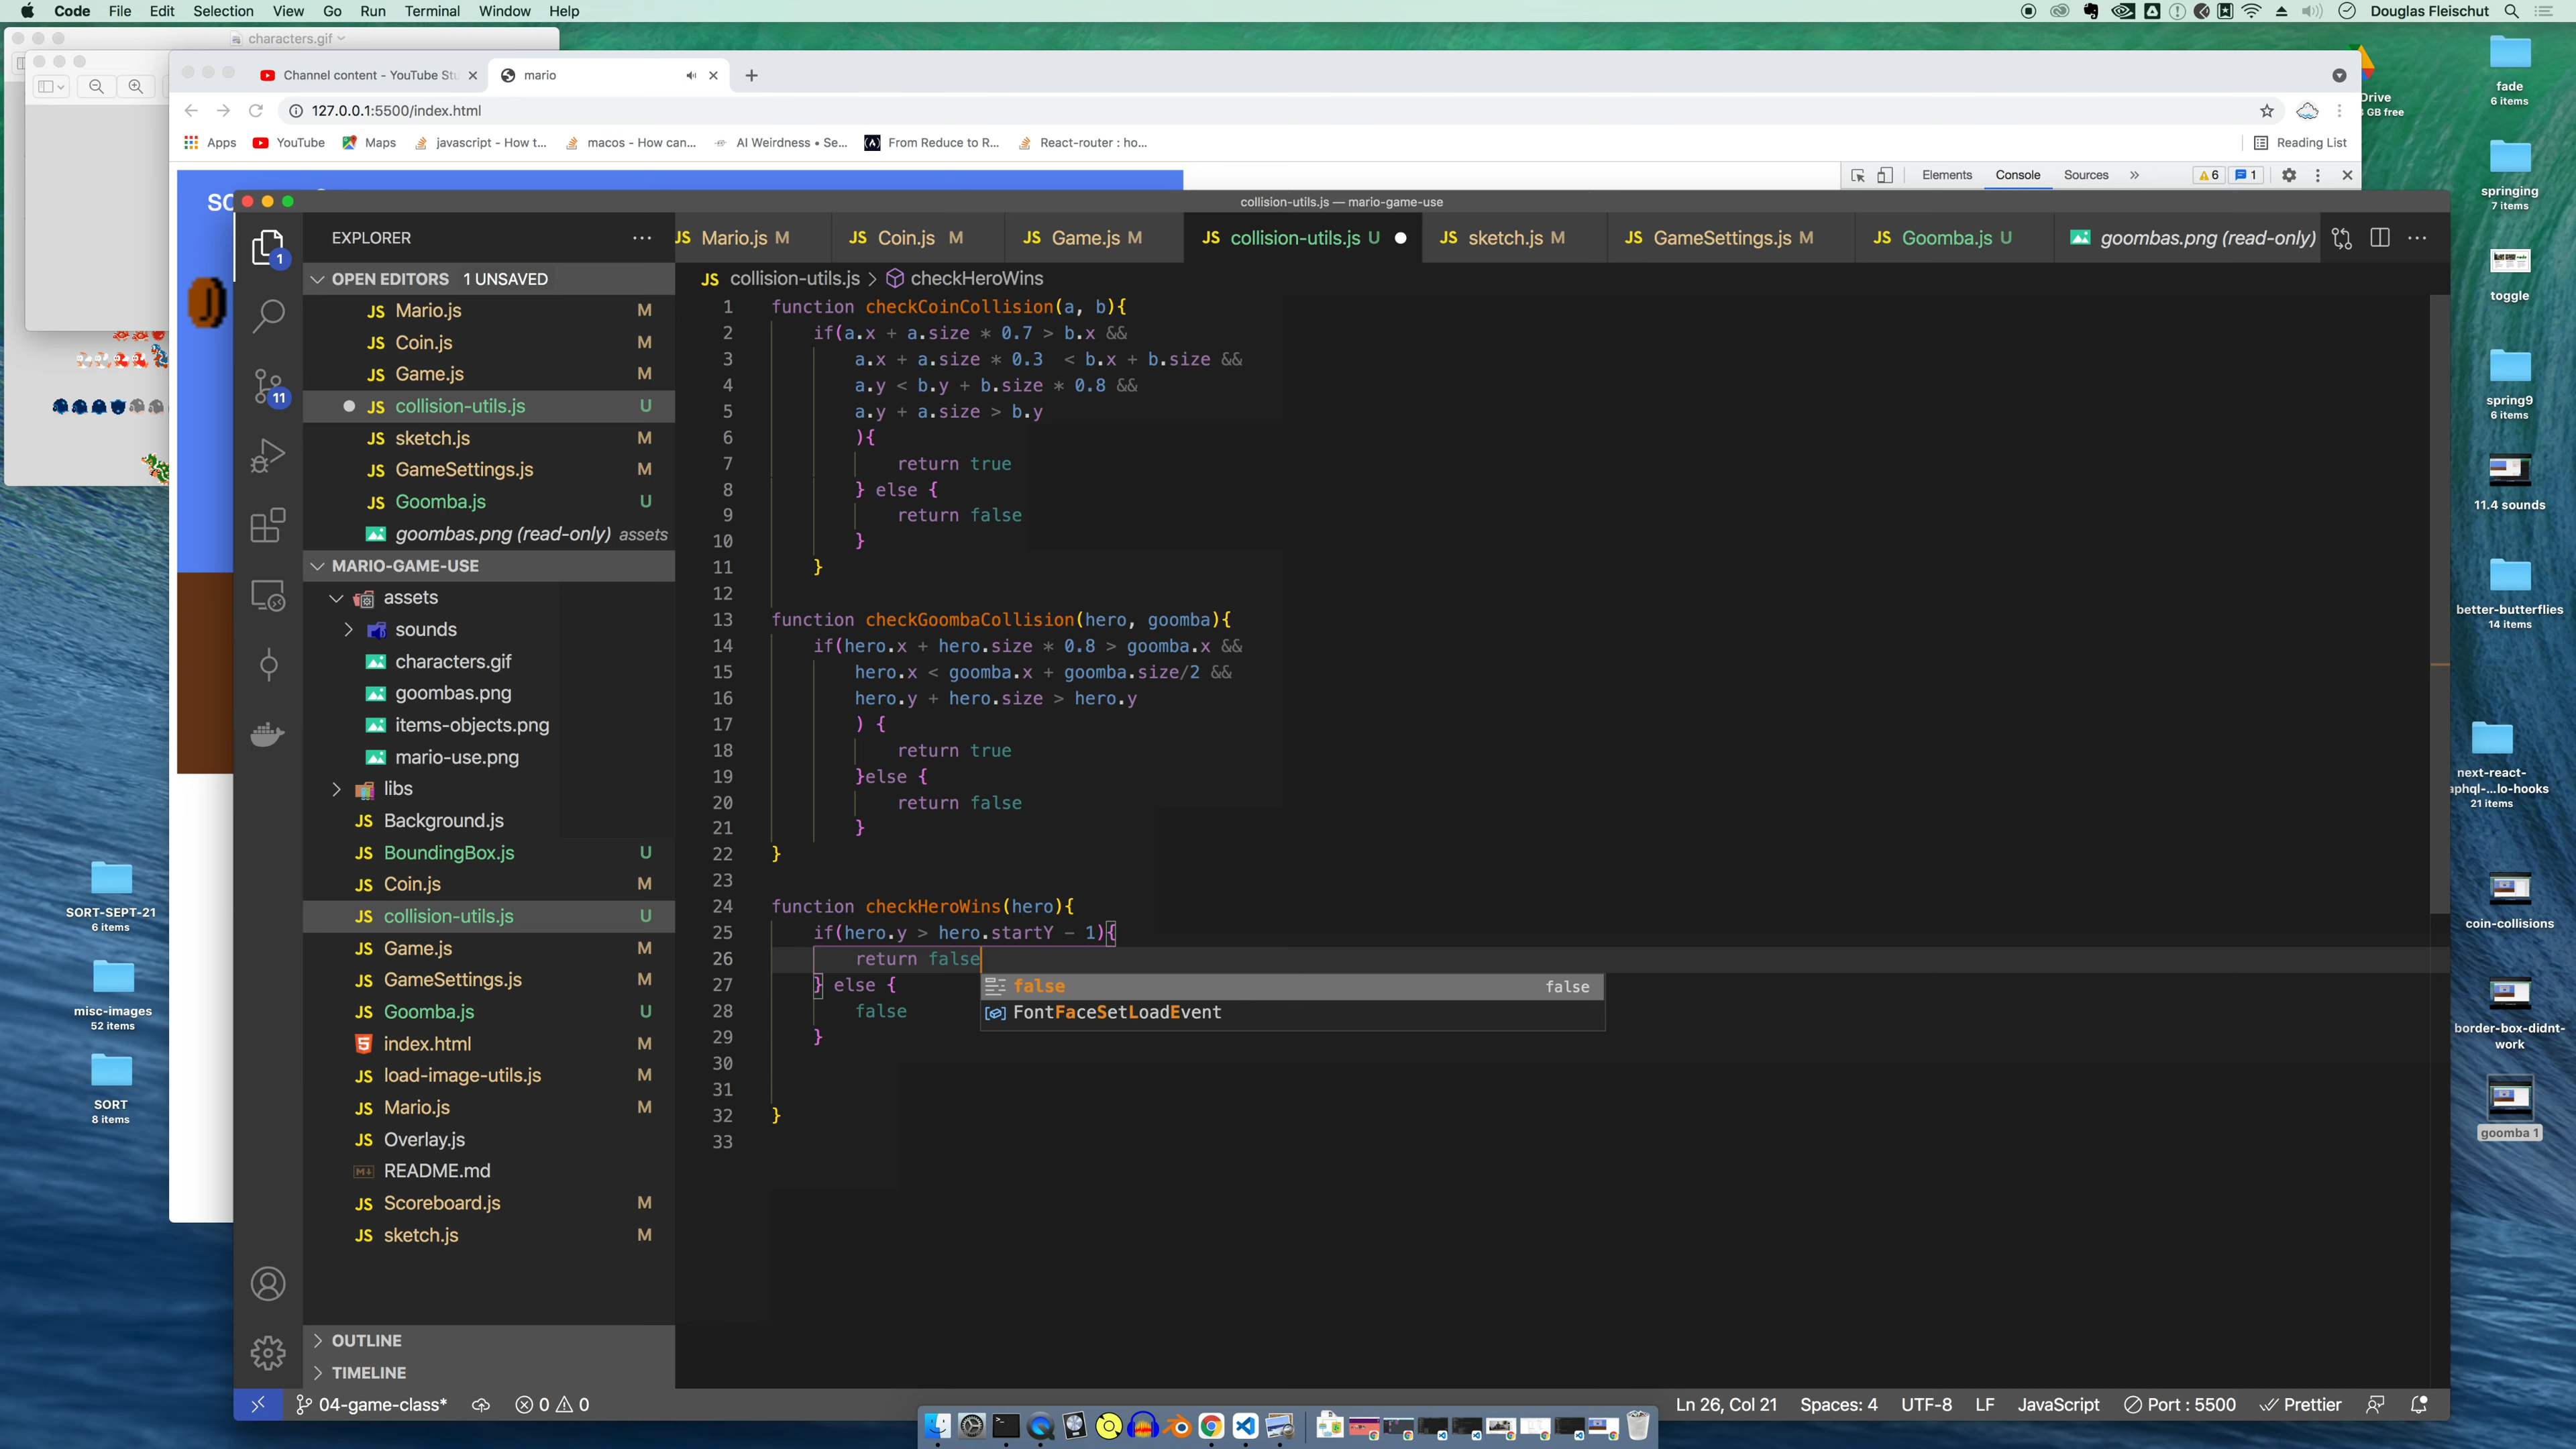 Code File Edit Selection View Go Run Terminal Window Help
Douglas Fleischut
characters.gif
Channel content - YouTube Stu
mario
127.0.0.1:5500/index.html
Apps YouTube Maps javascript - How t... macos - How can... AI Weirdness • Se... From Reduce to R... React-router : ho... Reading List
Elements Console Sources 6 1
SC
collision-utils.js — mario-game-use
EXPLORER
JS Mario.js M JS Coin.js M JS Game.js M JS collision-utils.js U JS sketch.js M JS GameSettings.js M JS Goomba.js U goombas.png (read-only)
JS collision-utils.js > checkHeroWins
1
11
OPEN EDITORS 1 UNSAVED
JS Mario.js M
JS Coin.js M
JS Game.js M
JS collision-utils.js U
JS sketch.js M
JS GameSettings.js M
JS Goomba.js U
goombas.png (read-only) assets
MARIO-GAME-USE
assets
sounds
characters.gif
goombas.png
items-objects.png
mario-use.png
libs
JS Background.js
JS BoundingBox.js U
JS Coin.js M
JS collision-utils.js U
JS Game.js M
JS GameSettings.js M
JS Goomba.js U
index.html M
JS load-image-utils.js M
JS Mario.js M
JS Overlay.js
README.md
JS Scoreboard.js M
JS sketch.js M
OUTLINE
TIMELINE
1 function checkCoinCollision(a, b){
2 if(a.x + a.size * 0.7 > b.x &&
3 a.x + a.size * 0.3 < b.x + b.size &&
4 a.y < b.y + b.size * 0.8 &&
5 a.y + a.size > b.y
6 ){
7 return true
8 } else {
9 return false
10 }
11 }
12
13 function checkGoombaCollision(hero, goomba){
14 if(hero.x + hero.size * 0.8 > goomba.x &&
15 hero.x < goomba.x + goomba.size/2 &&
16 hero.y + hero.size > hero.y
17 ) {
18 return true
19 }else {
20 return false
21 }
22 }
23
24 function checkHeroWins(hero){
25 if(hero.y > hero.startY - 1){
26 return false
27 } else {
28 false
29 }
30
31
32 }
33
false false
FontFaceSetLoadEvent
04-game-class* 0 0
Ln 26, Col 21 Spaces: 4 UTF-8 LF JavaScript Port : 5500 Prettier
Drive
GB free
fade
6 items
springing
7 items
toggle
spring9
6 items
11.4 sounds
better-butterflies
14 items
next-react-
aphql-...lo-hooks
21 items
coin-collisions
border-box-didnt-
work
goomba 1
SORT-SEPT-21
6 items
misc-images
52 items
SORT
8 items